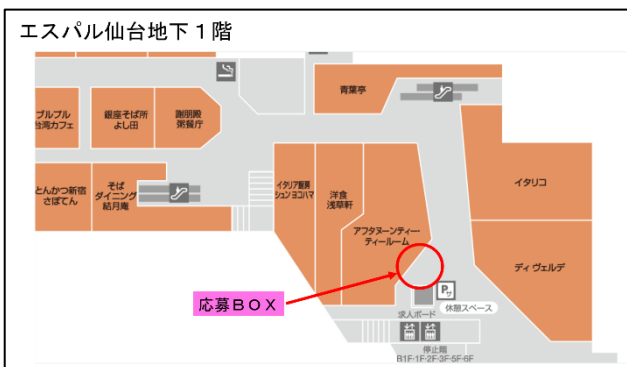 エスパル仙台地下１階
青葉亭
ブルブル
台湾カフェ
銀座そば所
よし田
謝朋殿
粥餐庁
とんかつ新宿
さぼてん
そば
ダイニング
結月庵
イタリア厨房
シュン ヨコハマ
洋食
浅草軒
アフタヌーンティー・
ティールーム
イタリコ
ディ ヴェルデ
応募ＢＯＸ
P
休憩スペース
求人ボード
停止階
B1F･1F･2F･3F･5F･6F